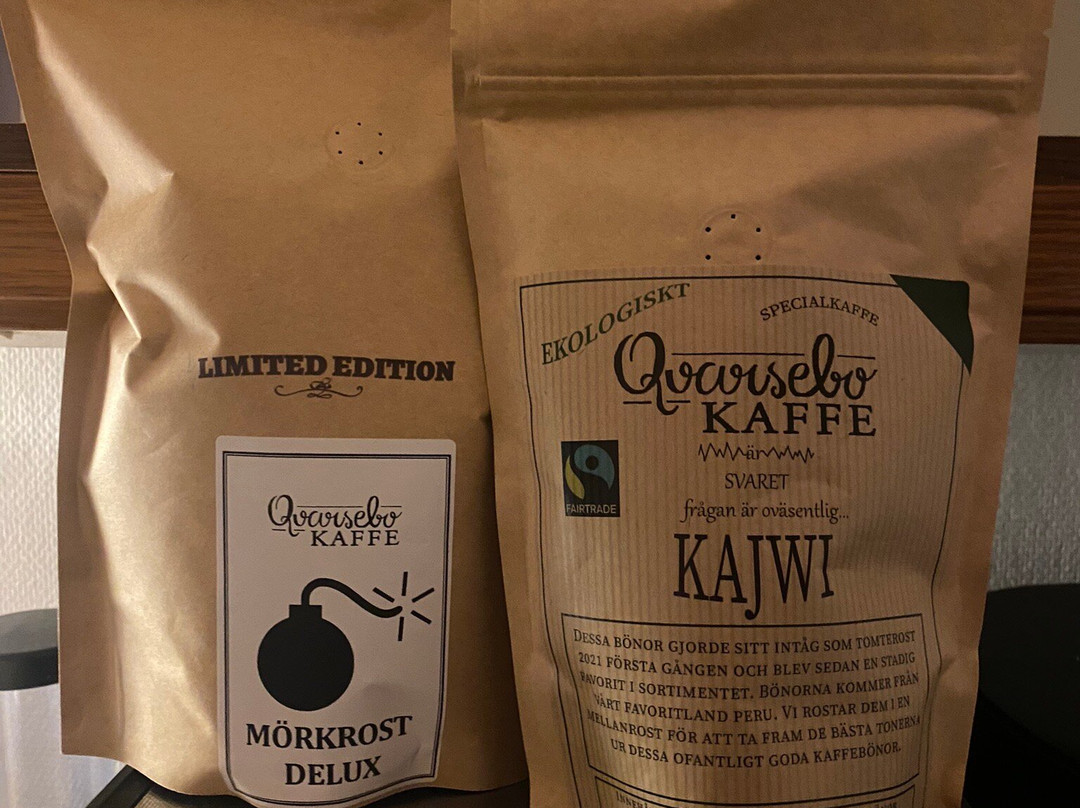 LIMITED EDITION
Qvarsebo
KAFFE
MÖRKROST
DELUX
EKOLOGISKT
SPECIALKAFFE
Qvarsebo
KAFFE
är
SVARET
frågan är oväsentlig...
FAIRTRADE
KAJWI
DESSA BÖNOR GJORDE SITT INTÅG SOM TOMTEROST
2021 FÖRSTA GÅNGEN OCH BLEV SEDAN EN STADIG
FAVORIT I SORTIMENTET. BÖNORNA KOMMER FRÅN
VÅRT FAVORITLAND PERU. VI ROSTAR DEM I EN
MELLANROST FÖR ATT TA FRAM DE BÄSTA TONERNA
UR DESSA OFANTLIGT GODA KAFFEBÖNOR.